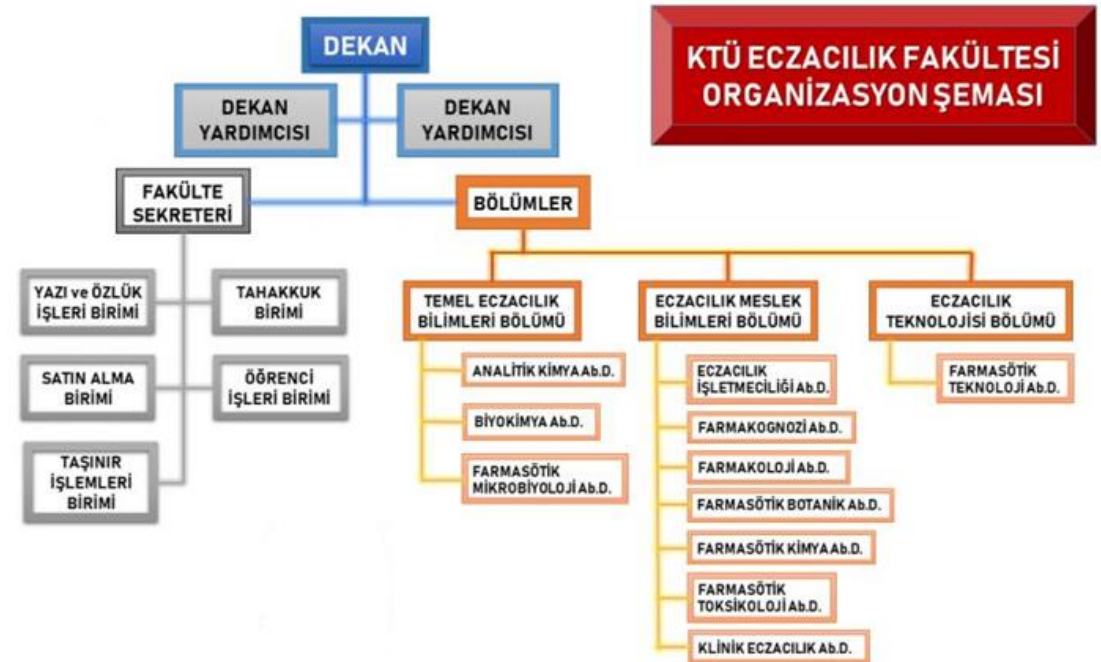 DEKAN
KTÜ ECZACILIK FAKÜLTESİ
ORGANİZASYON ŞEMASI
DEKAN
YARDIMCISI
DEKAN
YARDIMCISI
FAKÜLTE
SEKRETERİ
BÖLÜMLER
YAZI ve ÖZLÜK
İŞLERİ BİRİMİ
TAHAKKUK
BİRİMİ
SATIN ALMA
BİRİMİ
ÖĞRENCİ
İŞLERİ BİRİMİ
TAŞINIR
İŞLEMLERİ
BİRİMİ
TEMEL ECZACILIK
BİLİMLERİ BÖLÜMÜ
ANALİTİK KİMYA Ab.D.
BİYOKİMYA Ab.D.
FARMASÖTİK
MİKROBİYOLOJİ Ab.D.
ECZACILIK MESLEK
BİLİMLERİ BÖLÜMÜ
ECZACILIK
İŞLETMECİLİĞİ Ab.D.
FARMAKOGNOZİ Ab.D.
FARMAKOLOJİ Ab.D.
FARMASÖTİK BOTANİK Ab.D.
FARMASÖTİK KİMYA Ab.D.
FARMASÖTİK
TOKSİKOLOJİ Ab.D.
KLİNİK ECZACILIK Ab.D.
ECZACILIK
TEKNOLOJİSİ BÖLÜMÜ
FARMASÖTİK
TEKNOLOJİ Ab.D.